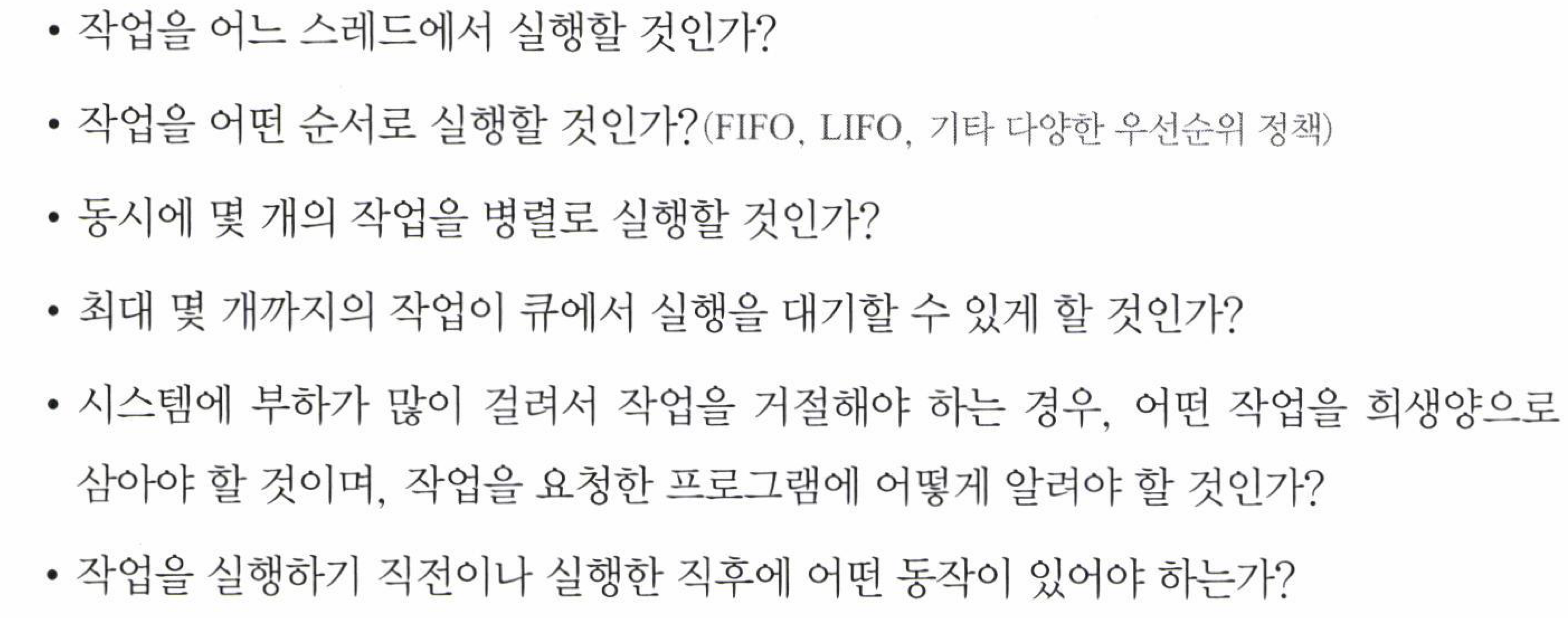 • 작업을 어느 스레드에서 실행할 것인가?
• 작업을 어떤 순서로 실행할 것인가?(FIFO, LIFO, 기타 다양한 우선순위 정책)
• 동시에 몇 개의 작업을 병렬로 실행할 것인가?
• 최대 몇 개까지의 작업이 큐에서 실행을 대기할 수 있게 할 것인가?
• 시스템에 부하가 많이 걸려서 작업을 거절해야 하는 경우, 어떤 작업을 희생양으로
삼아야 할 것이며, 작업을 요청한 프로그램에 어떻게 알려야 할 것인가?
• 작업을 실행하기 직전이나 실행한 직후에 어떤 동작이 있어야 하는가?